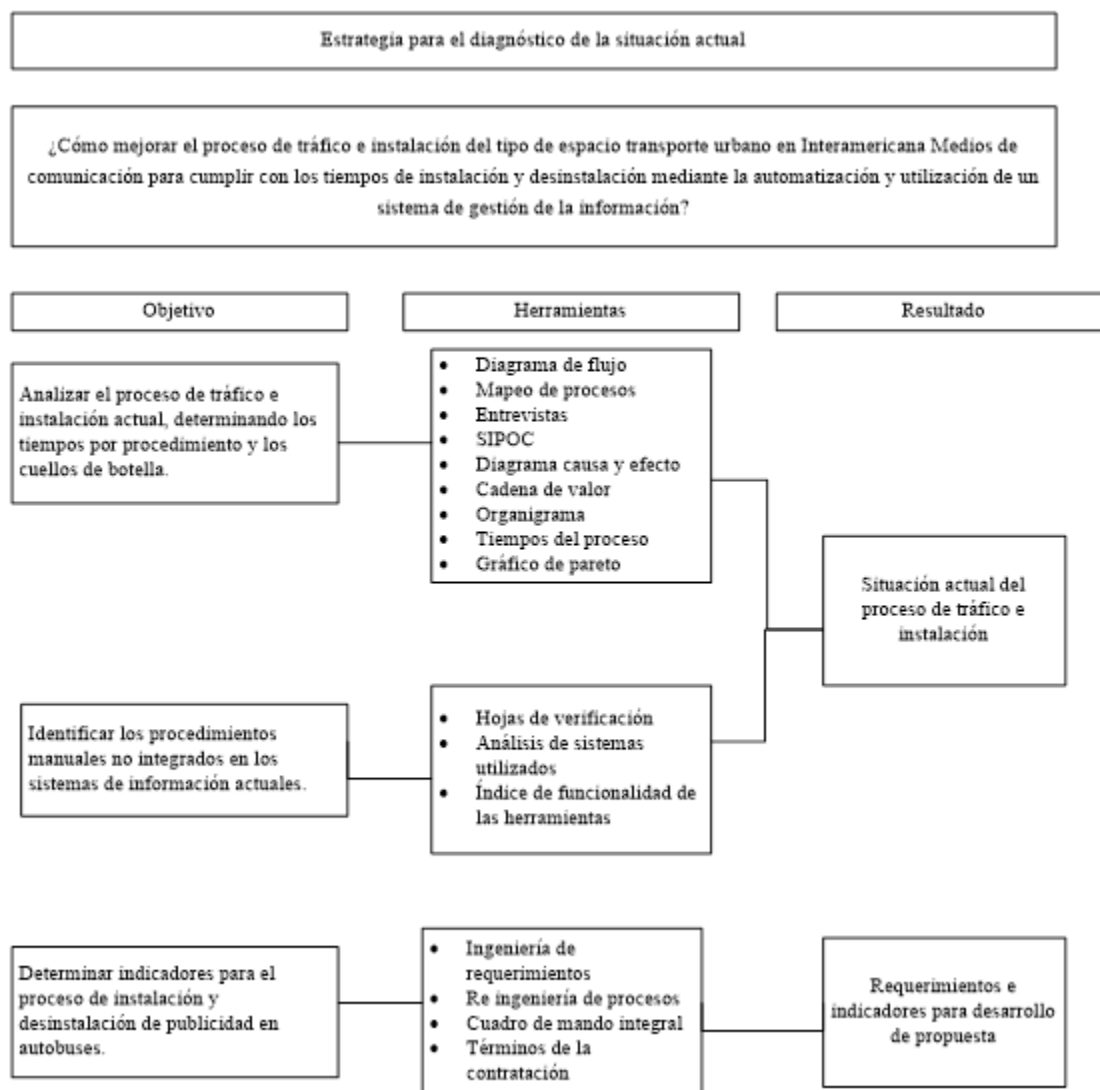 Estrategia para el diagnóstico de la situación actual
¿Cómo mejorar el proceso de tráfico e instalación del tipo de espacio transporte urbano en Interamericana Medios de
comunicación para cumplir con los tiempos de instalación y desinstalación mediante la automatización y utilización de un
sistema de gestión de la información?
Objetivo
Herramientas
Resultado
Analizar el proceso de tráfico e
instalación actual, determinando los
tiempos por procedimiento y los
cuellos de botella.
• Diagrama de flujo
• Mapeo de procesos
• Entrevistas
• SIPOC
• Diagrama causa y efecto
• Cadena de valor
• Organigrama
• Tiempos del proceso
• Gráfico de pareto
Situación actual del
proceso de tráfico e
instalación
Identificar los procedimientos
manuales no integrados en los
sistemas de información actuales.
• Hojas de verificación
• Análisis de sistemas
utilizados
• Índice de funcionalidad de
las herramientas
Determinar indicadores para el
proceso de instalación y
desinstalación de publicidad en
autobuses.
• Ingeniería de
requerimientos
• Re ingeniería de procesos
• Cuadro de mando integral
• Términos de la
contratación
Requerimientos e
indicadores para desarrollo
de propuesta